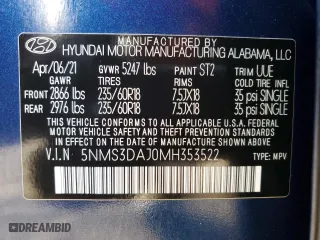 MANUFACTURED BY
HYUNDAI MOTOR MANUFACTURING ALABAMA, LLC
Apr/06/21 GVWR 5247 lbs PAINT ST2 TRIM UUE
GAWR TIRES RIMS COLD TIRE
FRONT 2866 lbs 235/60R18 7.5JX18 35 psi SINGLE
REAR 2976 lbs 235/60R18 7.5JX18 35 psi SINGLE
THIS VEHICLE CONFORMS TO ALL APPLICABLE U.S.
FEDERAL MOTOR VEHICLE SAFETY, BUMPER, AND
THEFT PREVENTION STANDARDS IN EFFECT ON THE
DATE OF MANUFACTURE SHOWN ABOVE.
V.I.N 5NMS3DAJ0MH353522 TYPE: MPV
dreambid dreambid.com